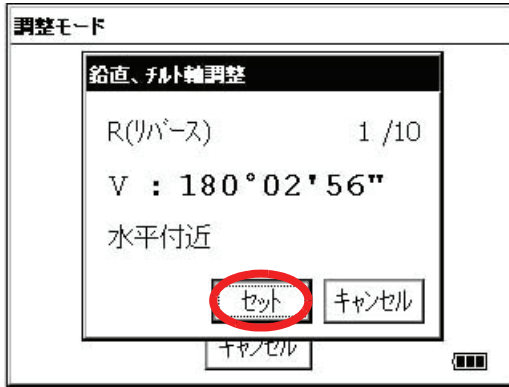 調整モード
鉛直、チルト軸調整
R(リバース) 1 /10
V : 180°02'56"
水平付近
セット キャンセル
キャンセル